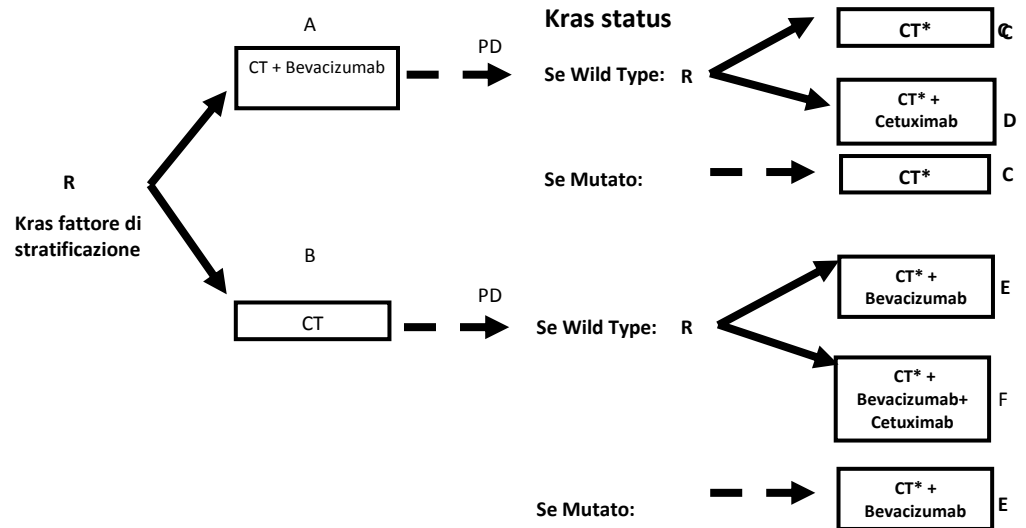 Kras status
A
CT + Bevacizumab
PD
Se Wild Type: R
CT*
C
CT* +
Cetuximab
D
Se Mutato:
CT*
C
R
Kras fattore di
stratificazione
B
CT
PD
Se Wild Type: R
CT* +
Bevacizumab
E
CT* +
Bevacizumab+
Cetuximab
F
Se Mutato:
CT* +
Bevacizumab
E